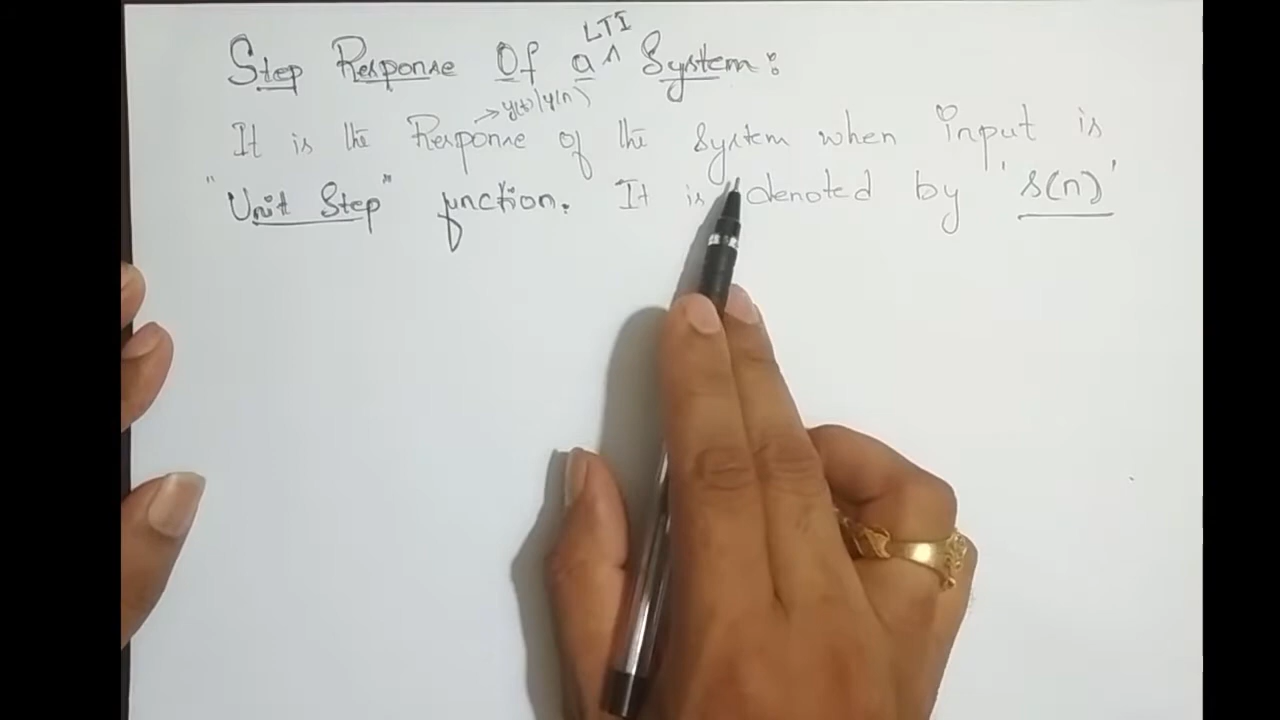 Step Response Of a ^ LTI System:
→ y(t)/y(n)
It is the Response of the System when input is
"Unit Step" function. It is denoted by 's(n)'